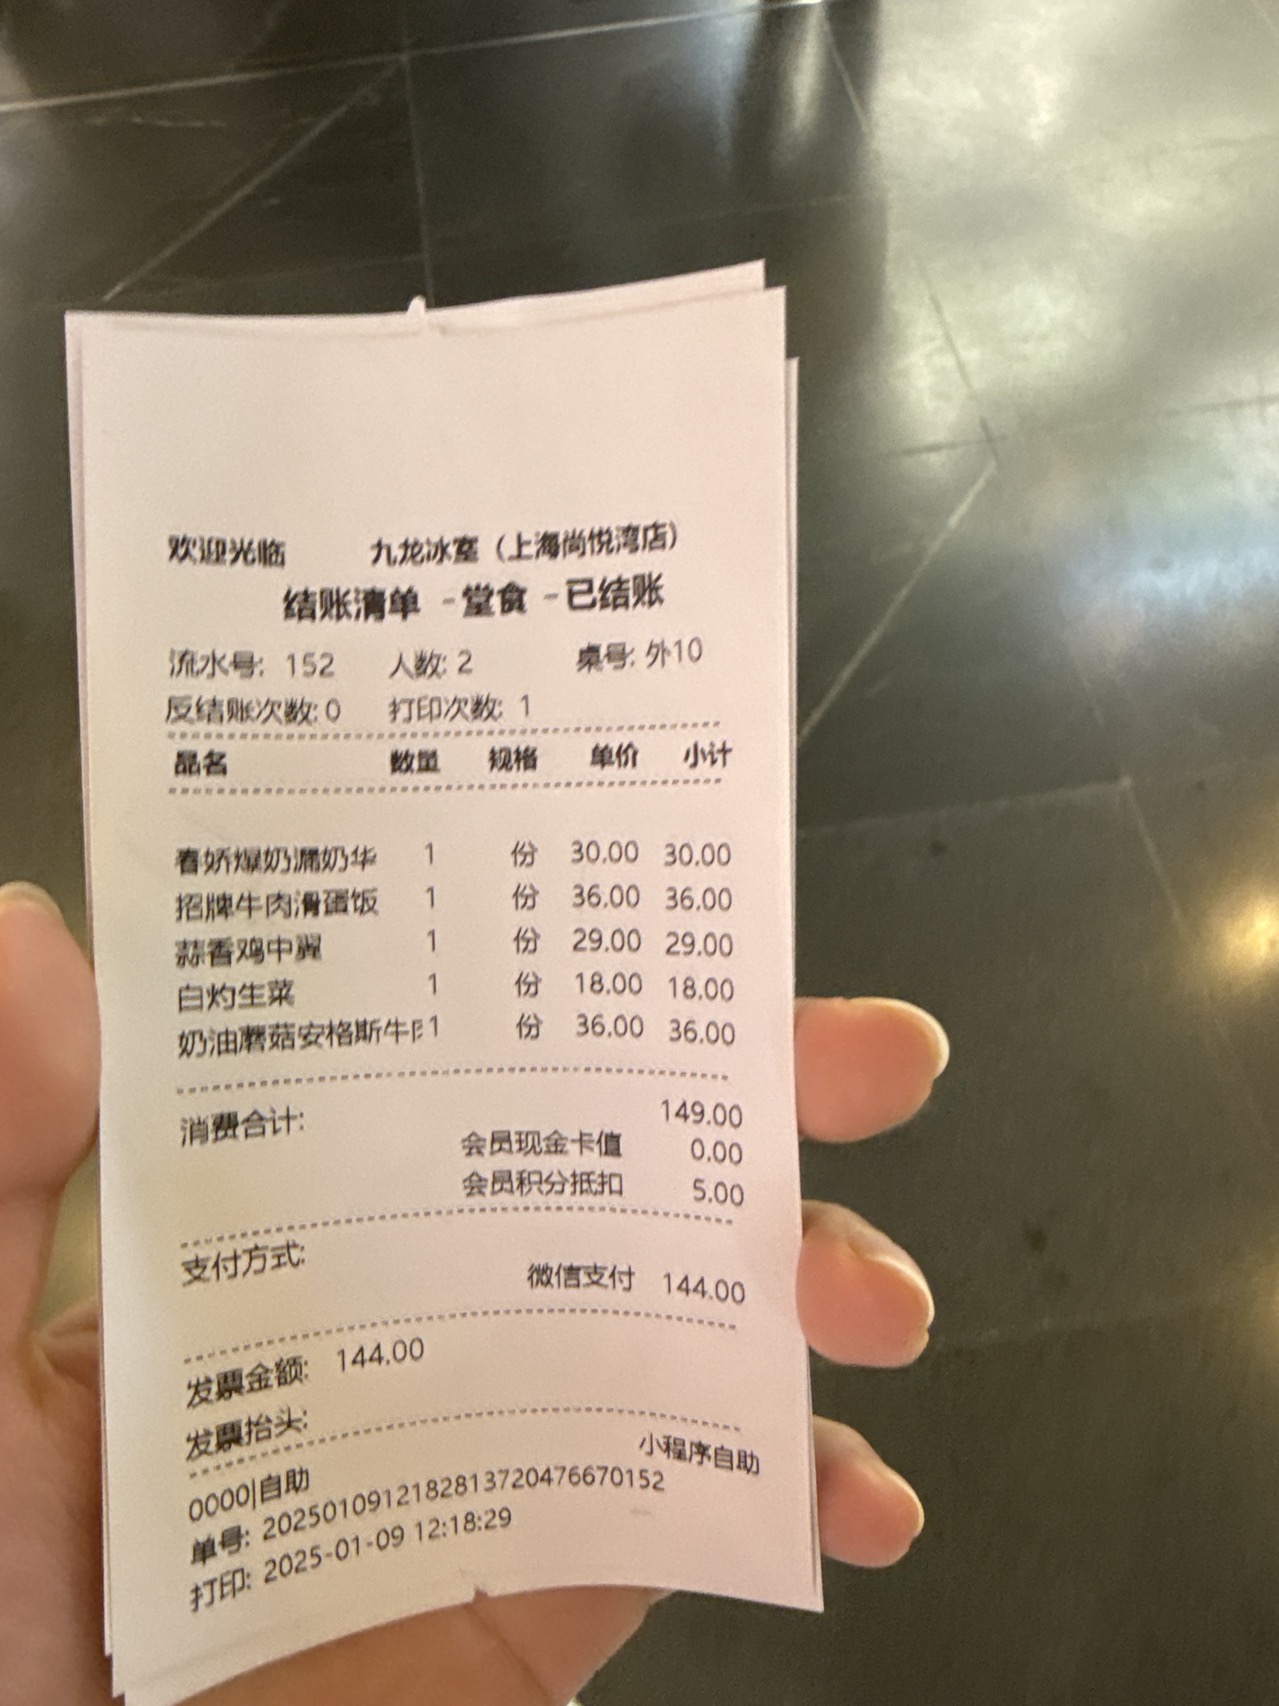 欢迎光临 九龙冰室（上海尚悦湾店）
结账清单 -堂食 -已结账
流水号: 152 人数: 2 桌号: 外10
反结账次数: 0 打印次数: 1
品名 数量 规格 单价 小计
春娇爆奶漏奶华 1 份 30.00 30.00
招牌牛肉滑蛋饭 1 份 36.00 36.00
蒜香鸡中翼 1 份 29.00 29.00
白灼生菜 1 份 18.00 18.00
奶油蘑菇安格斯牛 1 份 36.00 36.00
消费合计: 149.00
会员现金卡值 0.00
会员积分抵扣 5.00
支付方式:
微信支付 144.00
发票金额: 144.00
发票抬头:
0000|自助 小程序自助
单号: 20250109121828137204766​70152
打印: 2025-01-09 12:18:29